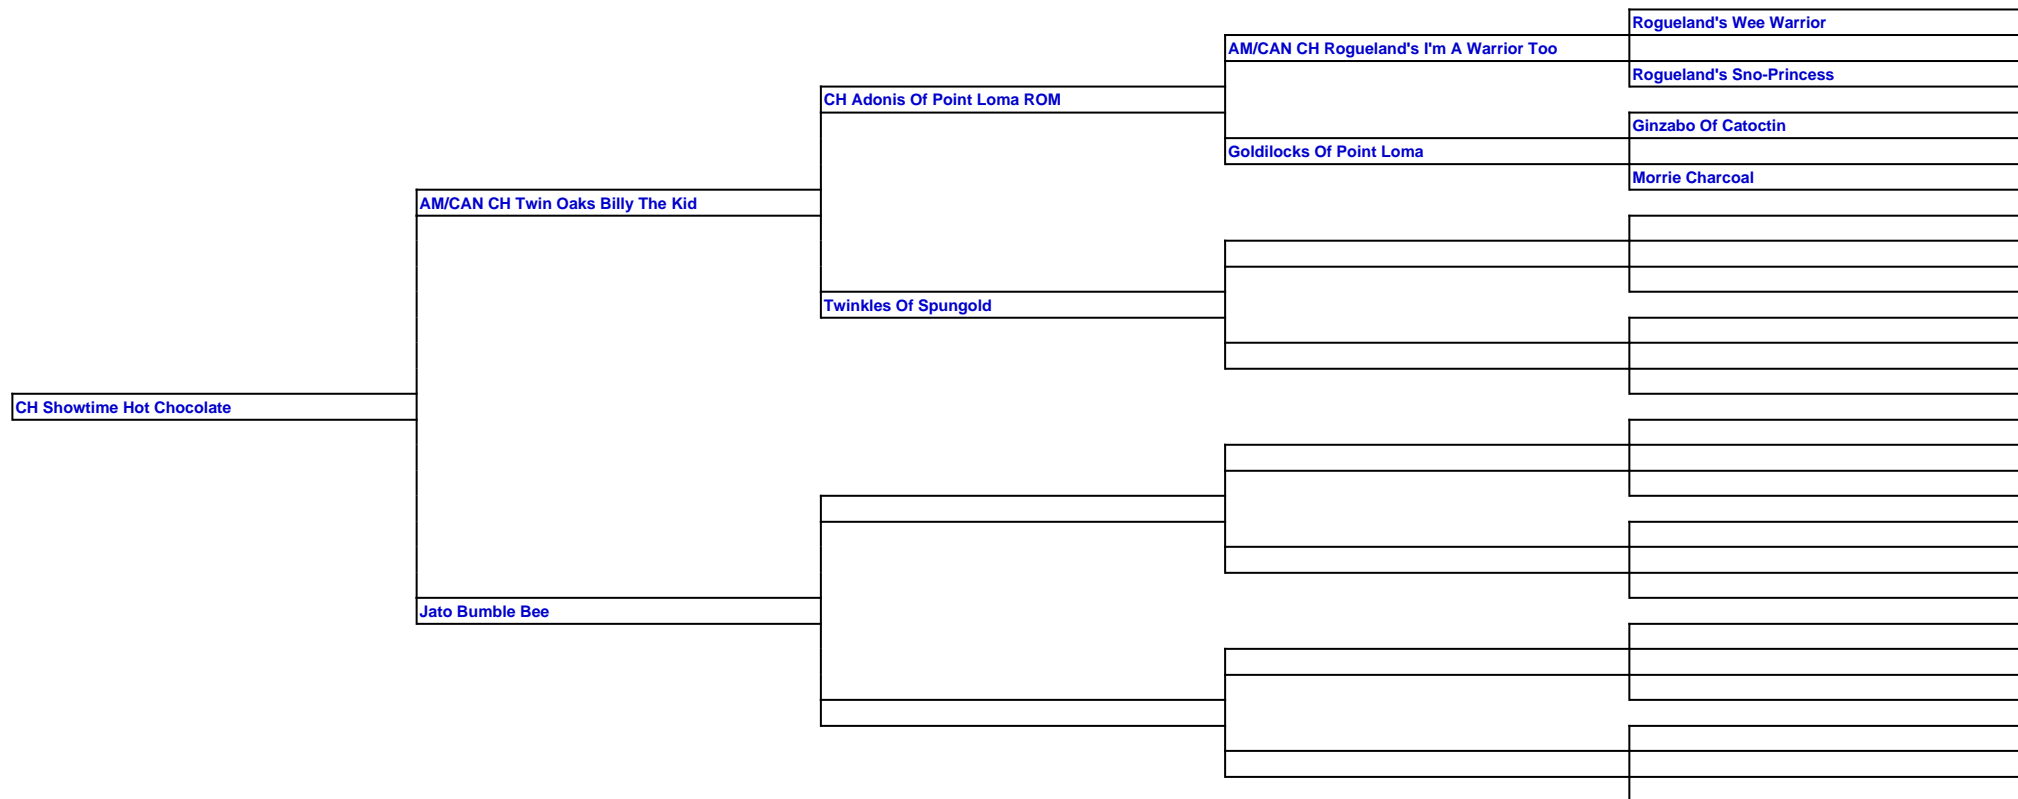 Rogueland's Wee Warrior
AM/CAN CH Rogueland's I'm A Warrior Too
Rogueland's Sno-Princess
CH Adonis Of Point Loma ROM
Ginzabo Of Catoctin
Goldilocks Of Point Loma
Morrie Charcoal
AM/CAN CH Twin Oaks Billy The Kid
Twinkles Of Spungold
CH Showtime Hot Chocolate
Jato Bumble Bee